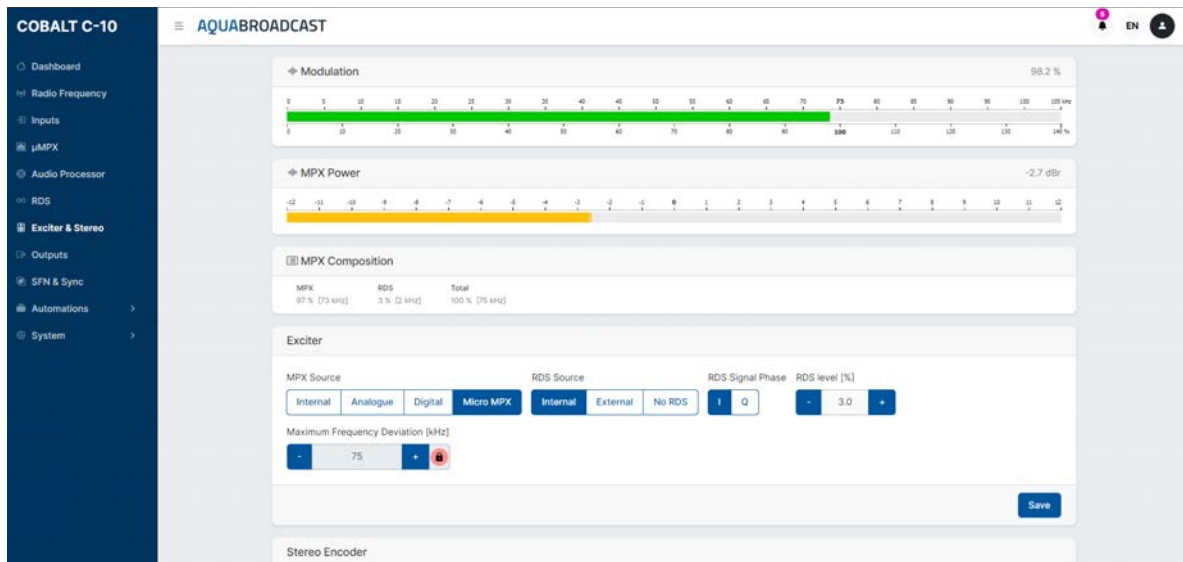 COBALT C-10
AQUABROADCAST
5
EN
Dashboard
Radio Frequency
Inputs
µMPX
Audio Processor
RDS
Exciter & Stereo
Outputs
SFN & Sync
Automations
System
Modulation 98.2 %
0 5 10 15 20 25 30 35 40 45 50 55 60 65 70 75 80 85 90 95 100 105 kHz
0 10 20 30 40 50 60 70 80 90 100 110 120 130 140 %
MPX Power -2.7 dBr
-12 -11 -10 -9 -8 -7 -6 -5 -4 -3 -2 -1 0 1 2 3 4 5 6 7 8 9 10 11 12
MPX Composition
MPX RDS Total
97 % [73 kHz] 3 % [2 kHz] 100 % [75 kHz]
Exciter
MPX Source RDS Source RDS Signal Phase RDS level [%]
Internal Analogue Digital Micro MPX Internal External No RDS I Q - 3.0 +
Maximum Frequency Deviation [kHz]
- 75 +
Save
Stereo Encoder